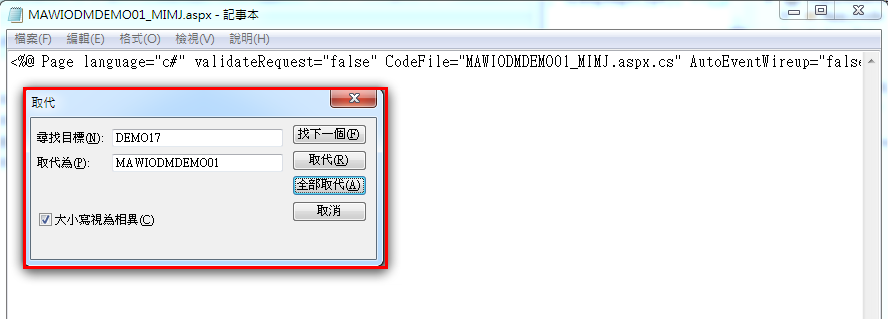 MAWIODMDEMO01_MIMJ.aspx - 記事本
檔案(F) 編輯(E) 格式(O) 檢視(V) 說明(H)
<%@ Page language="c#" validateRequest="false" CodeFile="MAWIODMDEMO01_MIMJ.aspx.cs" AutoEventWireup="false
取代
尋找目標(N): DEMO17 找下一個(F)
取代為(P): MAWIODMDEMO01 取代(R)
全部取代(A)
取消
大小寫視為相異(C)